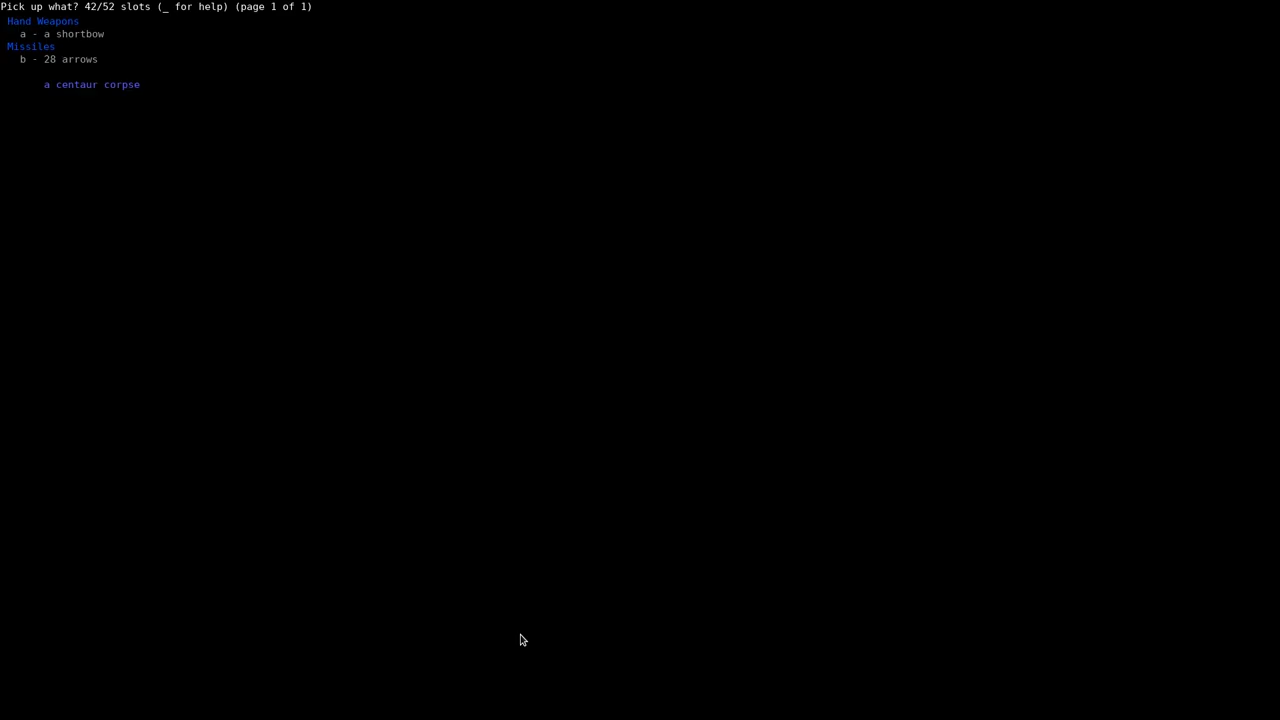 Pick up what? 42/52 slots (_ for help) (page 1 of 1)
Hand Weapons
a - a shortbow
Missiles
b - 28 arrows
a centaur corpse